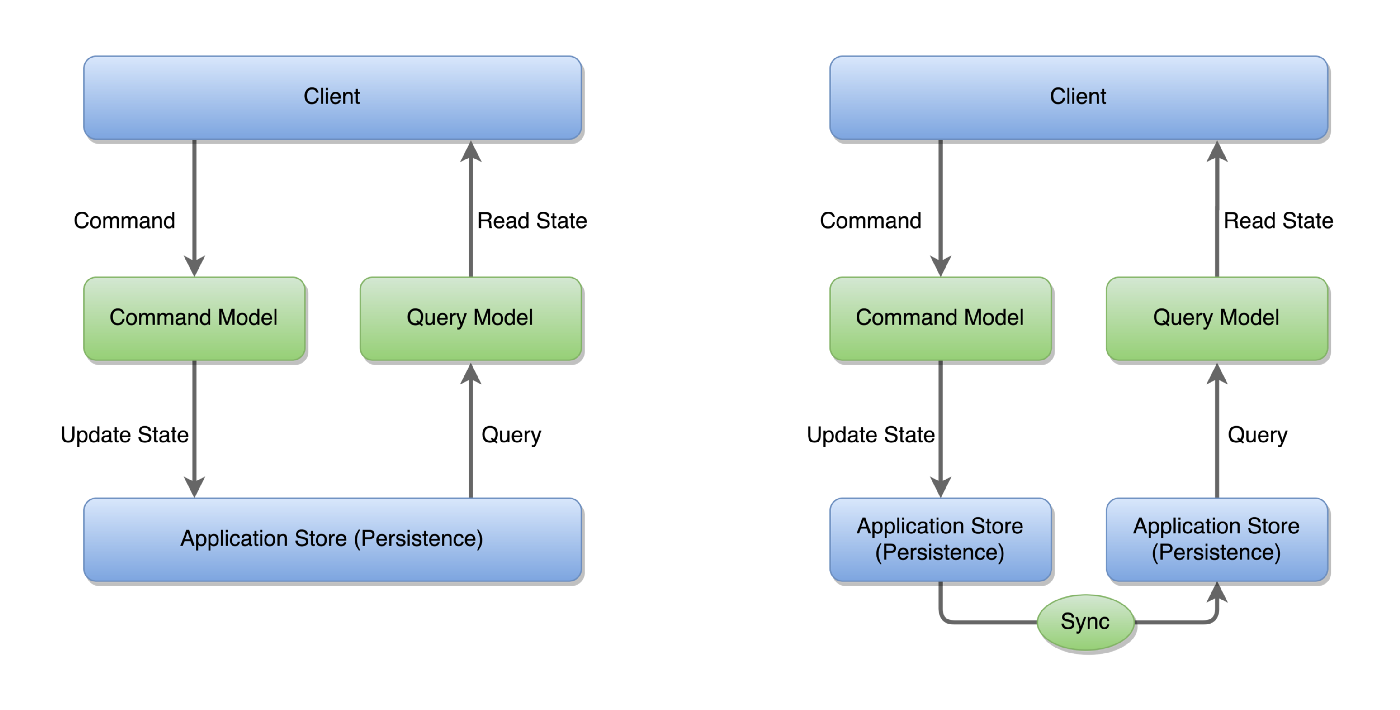 Client
Command
Read State
Command Model
Query Model
Update State
Query
Application Store (Persistence)
Client
Command
Read State
Command Model
Query Model
Update State
Query
Application Store
(Persistence)
Application Store
(Persistence)
Sync